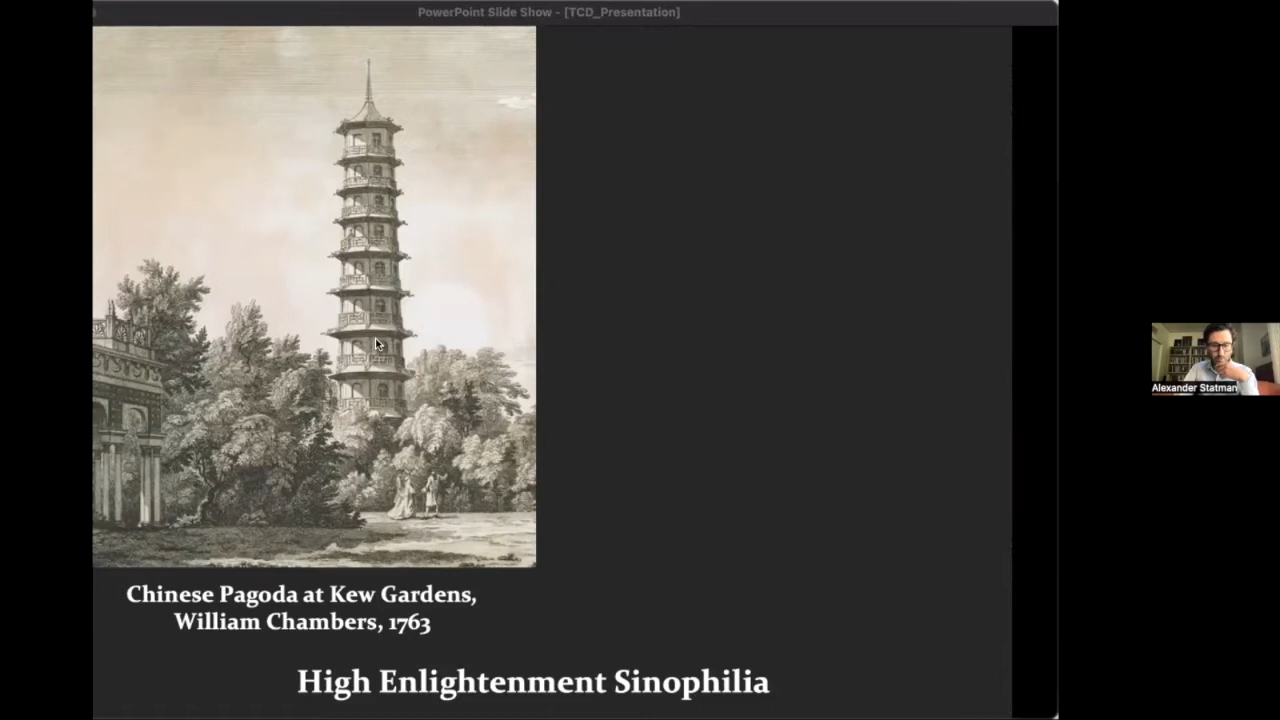 PowerPoint Slide Show - [TCD_Presentation]
Alexander Statman
Chinese Pagoda at Kew Gardens,
William Chambers, 1763
High Enlightenment Sinophilia